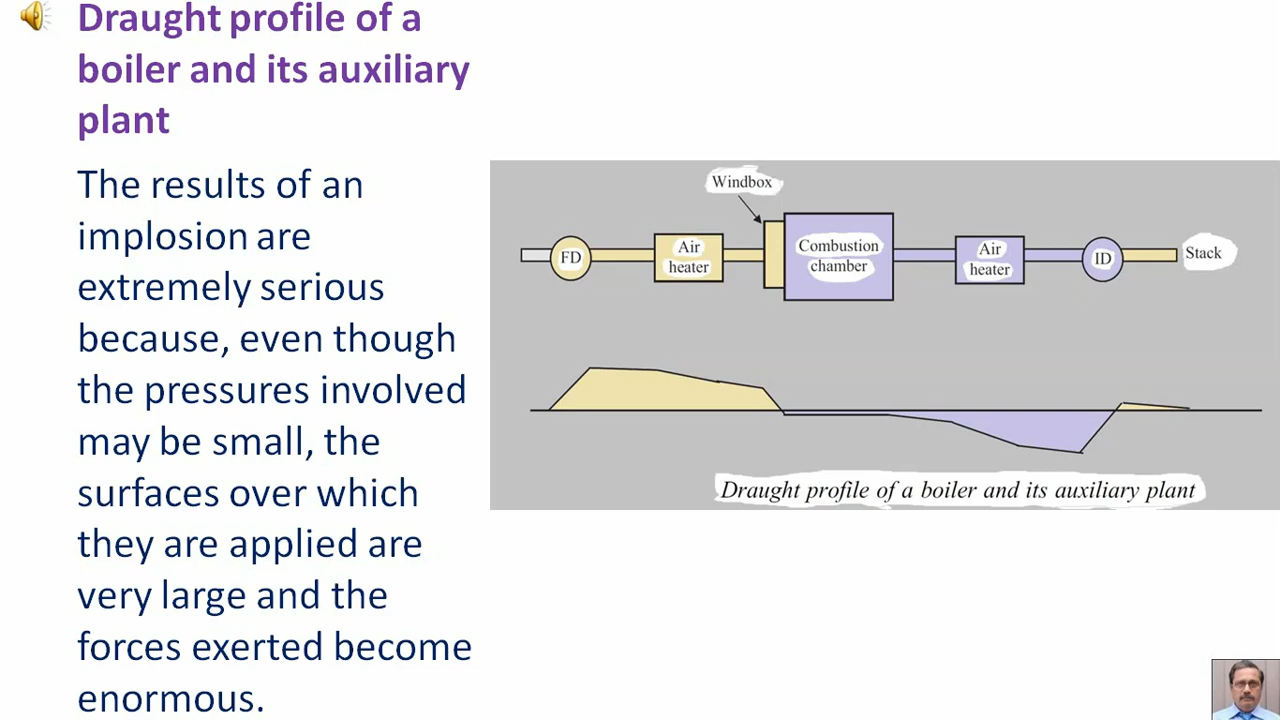 Draught profile of a
boiler and its auxiliary
plant
The results of an
implosion are
extremely serious
because, even though
the pressures involved
may be small, the
surfaces over which
they are applied are
very large and the
forces exerted become
enormous.
Windbox
FD
Air
heater
Combustion
chamber
Air
heater
ID
Stack
Draught profile of a boiler and its auxiliary plant